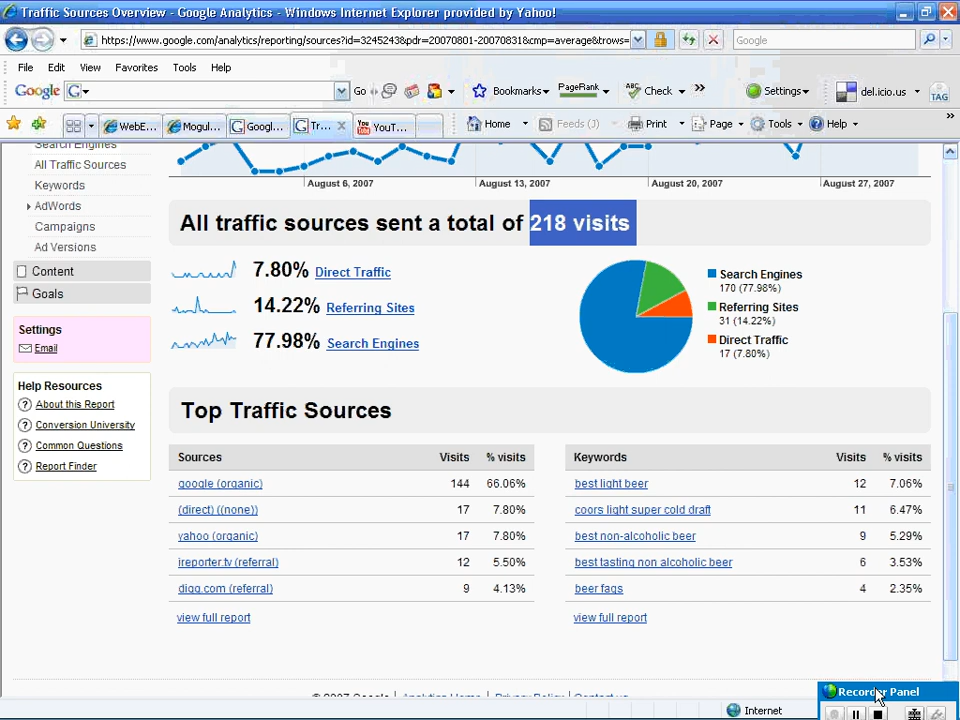 Traffic Sources Overview - Google Analytics - Windows Internet Explorer provided by Yahoo!
https://www.google.com/analytics/reporting/sources?id=3245243&pdr=20070801-20070831&cmp=average&trows=
Google
File Edit View Favorites Tools Help
Google G Go Bookmarks PageRank ABC Check » Settings del.icio.us TAG
WebE... Mogul... Googl... Tr... YouT... Home Feeds (J) Print Page Tools Help »
Search Engines
All Traffic Sources
Keywords
AdWords
Campaigns
Ad Versions
Content
Goals
Settings
Email
Help Resources
About this Report
Conversion University
Common Questions
Report Finder
August 6, 2007 August 13, 2007 August 20, 2007 August 27, 2007
All traffic sources sent a total of 218 visits
7.80% Direct Traffic
14.22% Referring Sites
77.98% Search Engines
Search Engines
170 (77.98%)
Referring Sites
31 (14.22%)
Direct Traffic
17 (7.80%)
Top Traffic Sources
Sources Visits % visits
google (organic) 144 66.06%
(direct) ((none)) 17 7.80%
yahoo (organic) 17 7.80%
ireporter.tv (referral) 12 5.50%
digg.com (referral) 9 4.13%
view full report
Keywords Visits % visits
best light beer 12 7.06%
coors light super cold draft 11 6.47%
best non-alcoholic beer 9 5.29%
best tasting non alcoholic beer 6 3.53%
beer faqs 4 2.35%
view full report
© 2007 Google | Analytics Home | Privacy Policy | Contact us
Recorder Panel
Internet